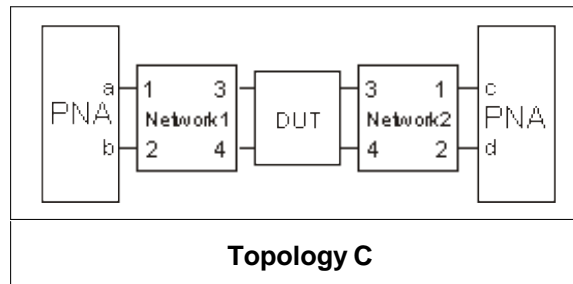 a 1 3 3 1 c
PNA Network1 DUT Network2 PNA
b 2 4 4 2 d
Topology C